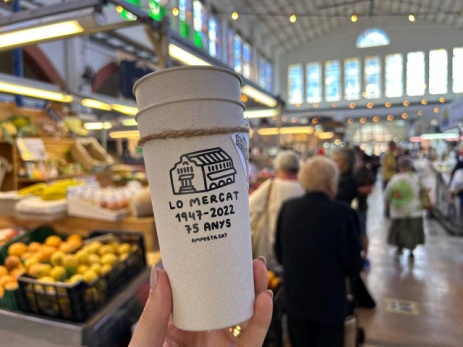 LO MERCAT
1947-2022
75 ANYS
AMPOSTA.CAT